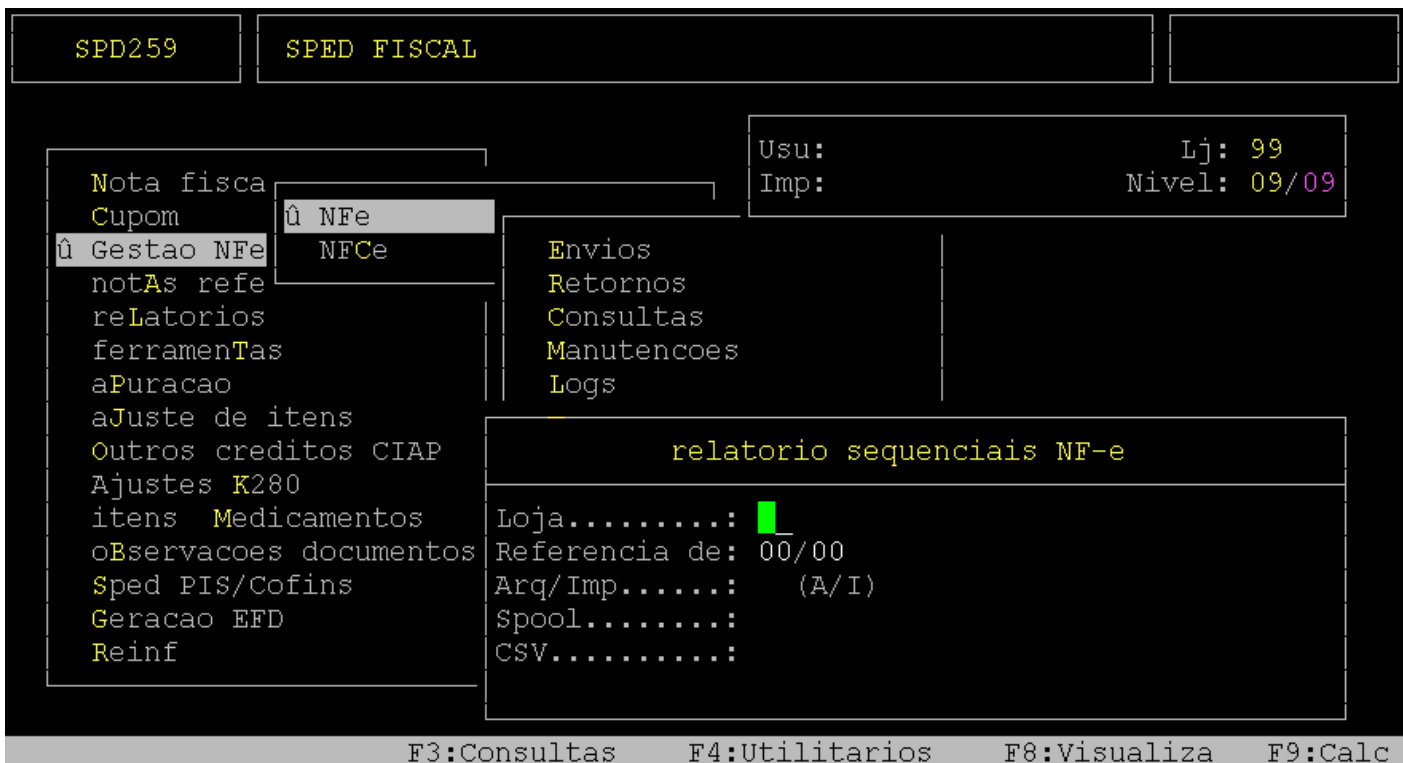 SPD259 SPED FISCAL
Usu: Lj: 99
Imp: Nivel: 09/09
Nota fisca
Cupom
û Gestao NFe
notAs refe
reLatorios
ferramenTas
aPuracao
aJuste de itens
Outros creditos CIAP
Ajustes K280
itens Medicamentos
oBservacoes documentos
Sped PIS/Cofins
Geracao EFD
Reinf
û NFe
NFCe
Envios
Retornos
Consultas
Manutencoes
Logs
relatorio sequenciais NF-e
Loja.........:
Referencia de: 00/00
Arq/Imp......: (A/I)
Spool........:
CSV..........:
F3:Consultas F4:Utilitarios F8:Visualiza F9:Calc